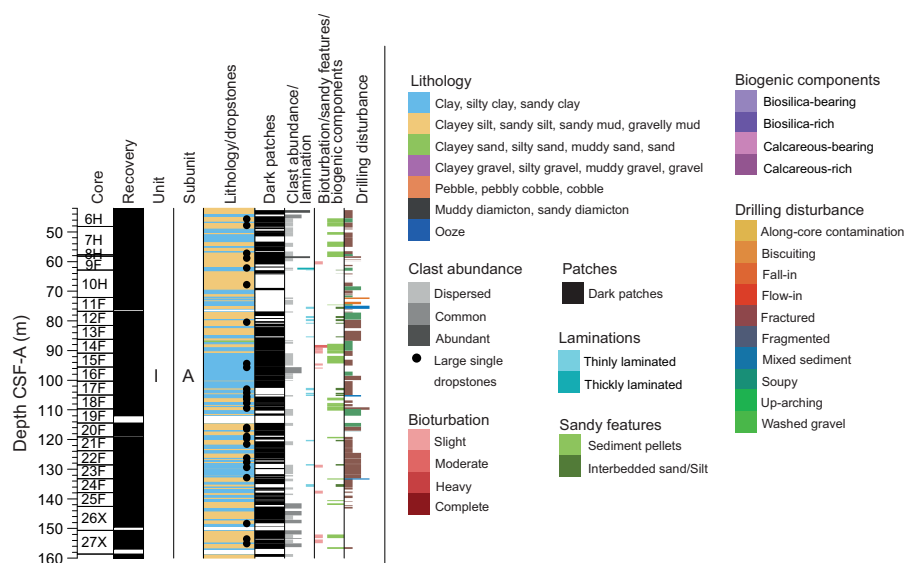 Core
Recovery
Unit
Subunit
Lithology/dropstones
Dark patches
Clast abundance/
lamination
Bioturbation/sandy features/
biogenic components
Drilling disturbance
Depth CSF-A (m)
50
60
70
80
90
100
110
120
130
140
150
160
6H
7H
8H
9F
10H
11F
12F
13F
14F
15F
16F
17F
18F
19F
20F
21F
22F
23F
24F
25F
26X
27X
I
A
Lithology
Clay, silty clay, sandy clay
Clayey silt, sandy silt, sandy mud, gravelly mud
Clayey sand, silty sand, muddy sand, sand
Clayey gravel, silty gravel, muddy gravel, gravel
Pebble, pebbly cobble, cobble
Muddy diamicton, sandy diamicton
Ooze
Clast abundance
Dispersed
Common
Abundant
Large single
dropstones
Bioturbation
Slight
Moderate
Heavy
Complete
Patches
Dark patches
Laminations
Thinly laminated
Thickly laminated
Sandy features
Sediment pellets
Interbedded sand/Silt
Biogenic components
Biosilica-bearing
Biosilica-rich
Calcareous-bearing
Calcareous-rich
Drilling disturbance
Along-core contamination
Biscuiting
Fall-in
Flow-in
Fractured
Fragmented
Mixed sediment
Soupy
Up-arching
Washed gravel